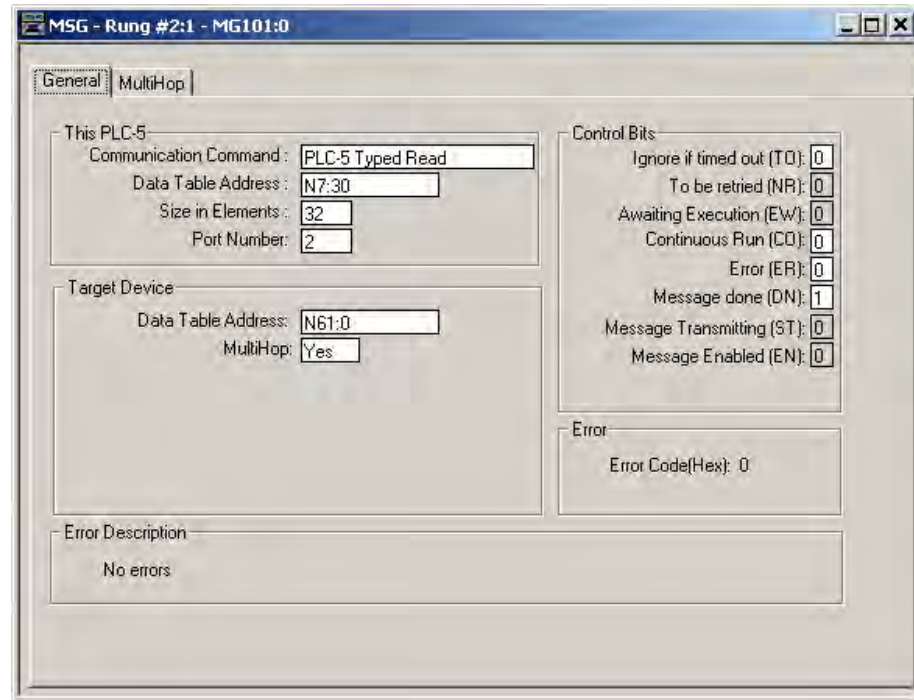 MSG - Rung #2:1 - MG101:0
General MultiHop
This PLC-5
Communication Command : PLC-5 Typed Read
Data Table Address : N7:30
Size in Elements : 32
Port Number: 2
Target Device
Data Table Address: N61:0
MultiHop: Yes
Control Bits
Ignore if timed out (TO): 0
To be retried (NR): 0
Awaiting Execution (EW): 0
Continuous Run (CO): 0
Error (ER): 0
Message done (DN): 1
Message Transmitting (ST): 0
Message Enabled (EN): 0
Error
Error Code(Hex): 0
Error Description
No errors